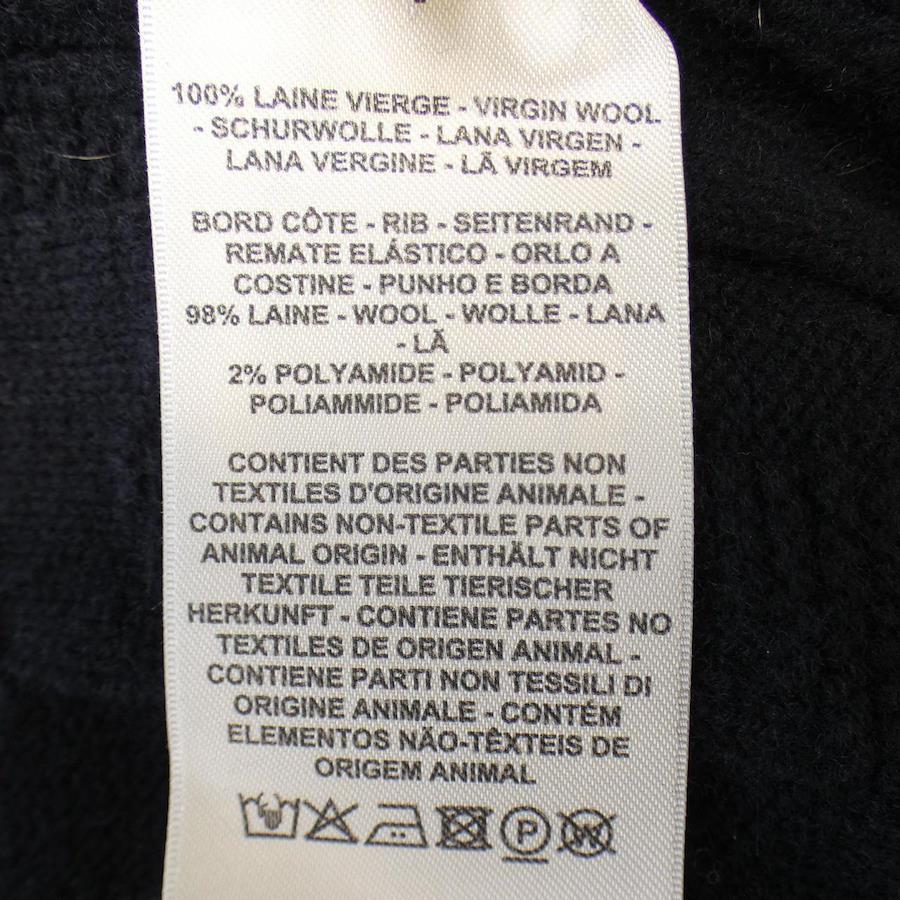 100% LAINE VIERGE - VIRGIN WOOL
- SCHURWOLLE - LANA VIRGEN -
LANA VERGINE - LÃ VIRGEM
BORD CÔTE - RIB - SEITENRAND -
REMATE ELÁSTICO - ORLO A
COSTINE - PUNHO E BORDA
98% LAINE - WOOL - WOLLE - LANA
- LÃ
2% POLYAMIDE - POLYAMID -
POLIAMMIDE - POLIAMIDA
CONTIENT DES PARTIES NON
TEXTILES D'ORIGINE ANIMALE -
CONTAINS NON-TEXTILE PARTS OF
ANIMAL ORIGIN - ENTHÄLT NICHT
TEXTILE TEILE TIERISCHER
HERKUNFT - CONTIENE PARTES NO
TEXTILES DE ORIGEN ANIMAL -
CONTIENE PARTI NON TESSILI DI
ORIGINE ANIMALE - CONTÉM
ELEMENTOS NÃO-TÊXTEIS DE
ORIGEM ANIMAL
P W